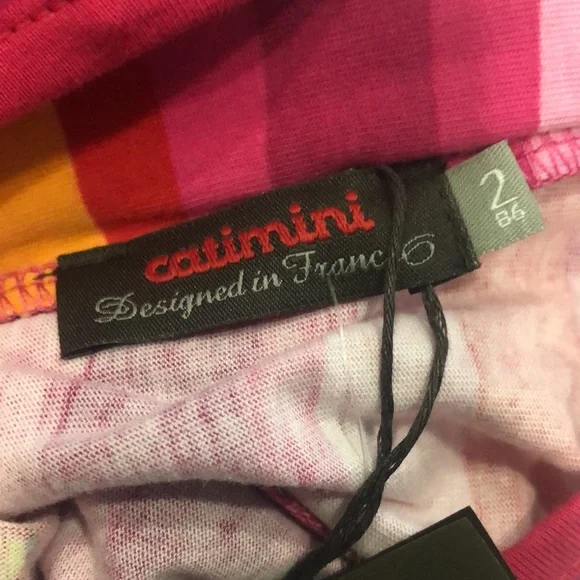 catimini
Designed in France
2
86